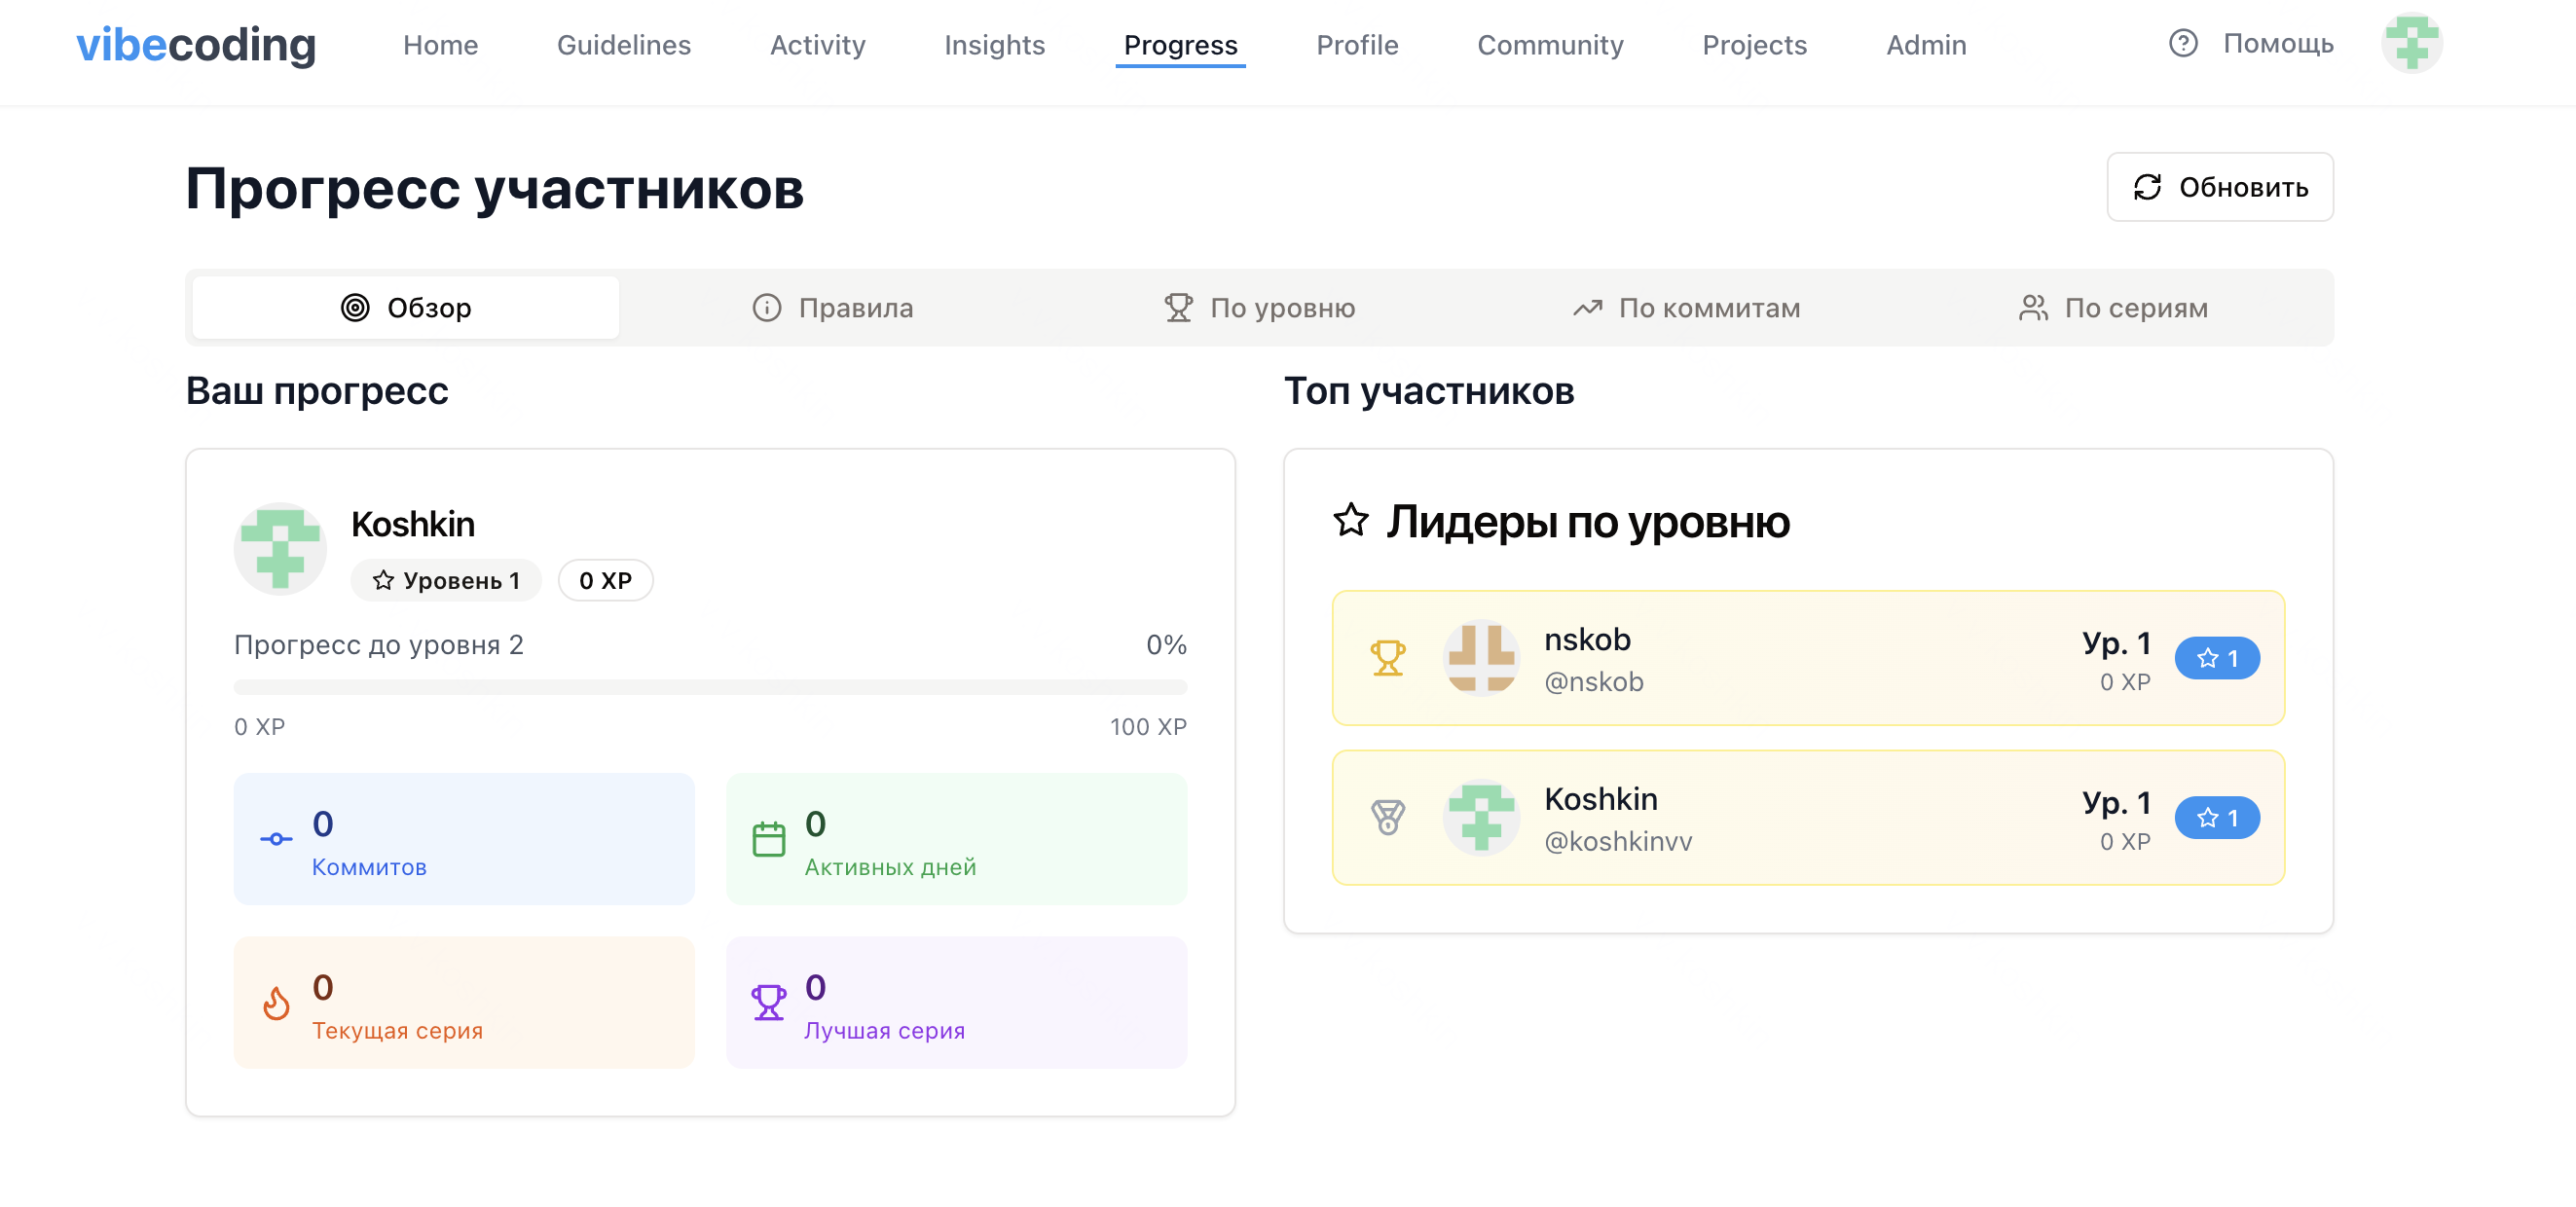 vibecoding Home Guidelines Activity Insights Progress Profile Community Projects Admin Помощь
Прогресс участников
Обновить
Обзор Правила По уровню По коммитам По сериям
Ваш прогресс
Koshkin
Уровень 1 0 XP
Прогресс до уровня 2 0%
0 XP 100 XP
0
Коммитов
0
Активных дней
0
Текущая серия
0
Лучшая серия
Топ участников
Лидеры по уровню
nskob
@nskob
Ур. 1
0 XP
1
Koshkin
@koshkinvv
Ур. 1
0 XP
1